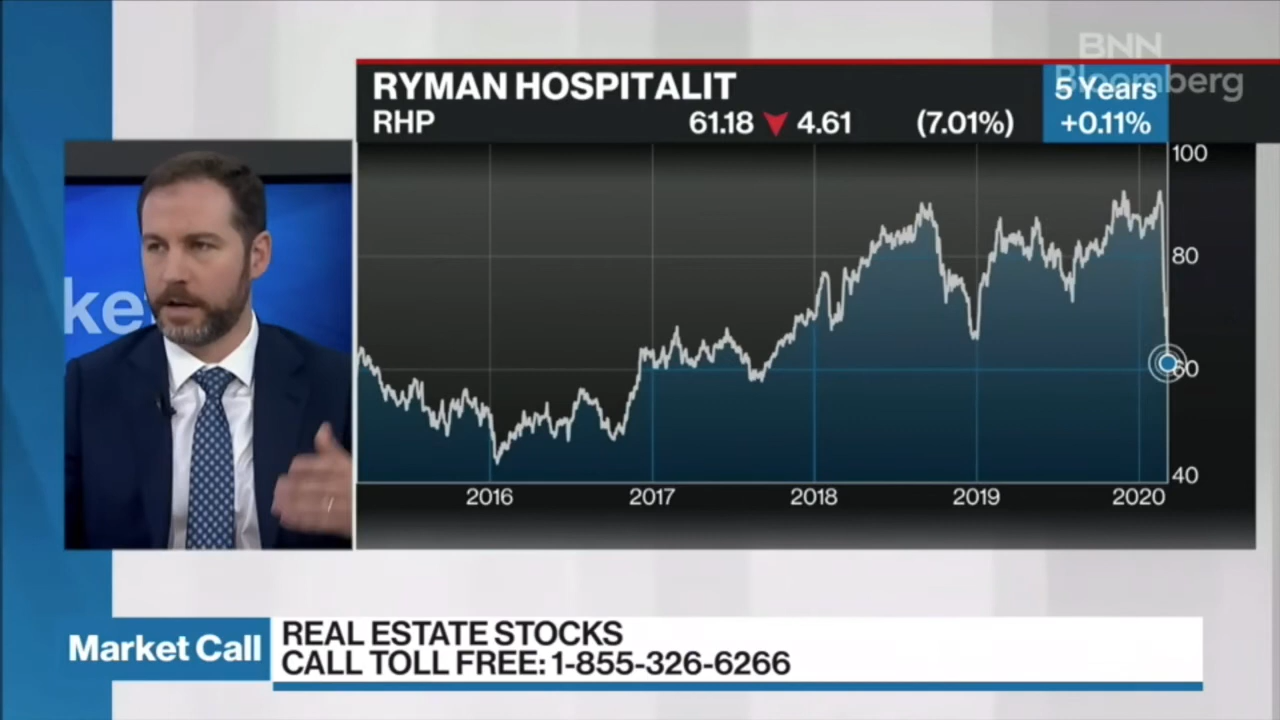 BNN
Bloomberg
RYMAN HOSPITALIT
RHP 61.18 4.61 (7.01%)
5 Years
+0.11%
100
80
60
40
2016 2017 2018 2019 2020
ke
Market Call
REAL ESTATE STOCKS
CALL TOLL FREE: 1-855-326-6266